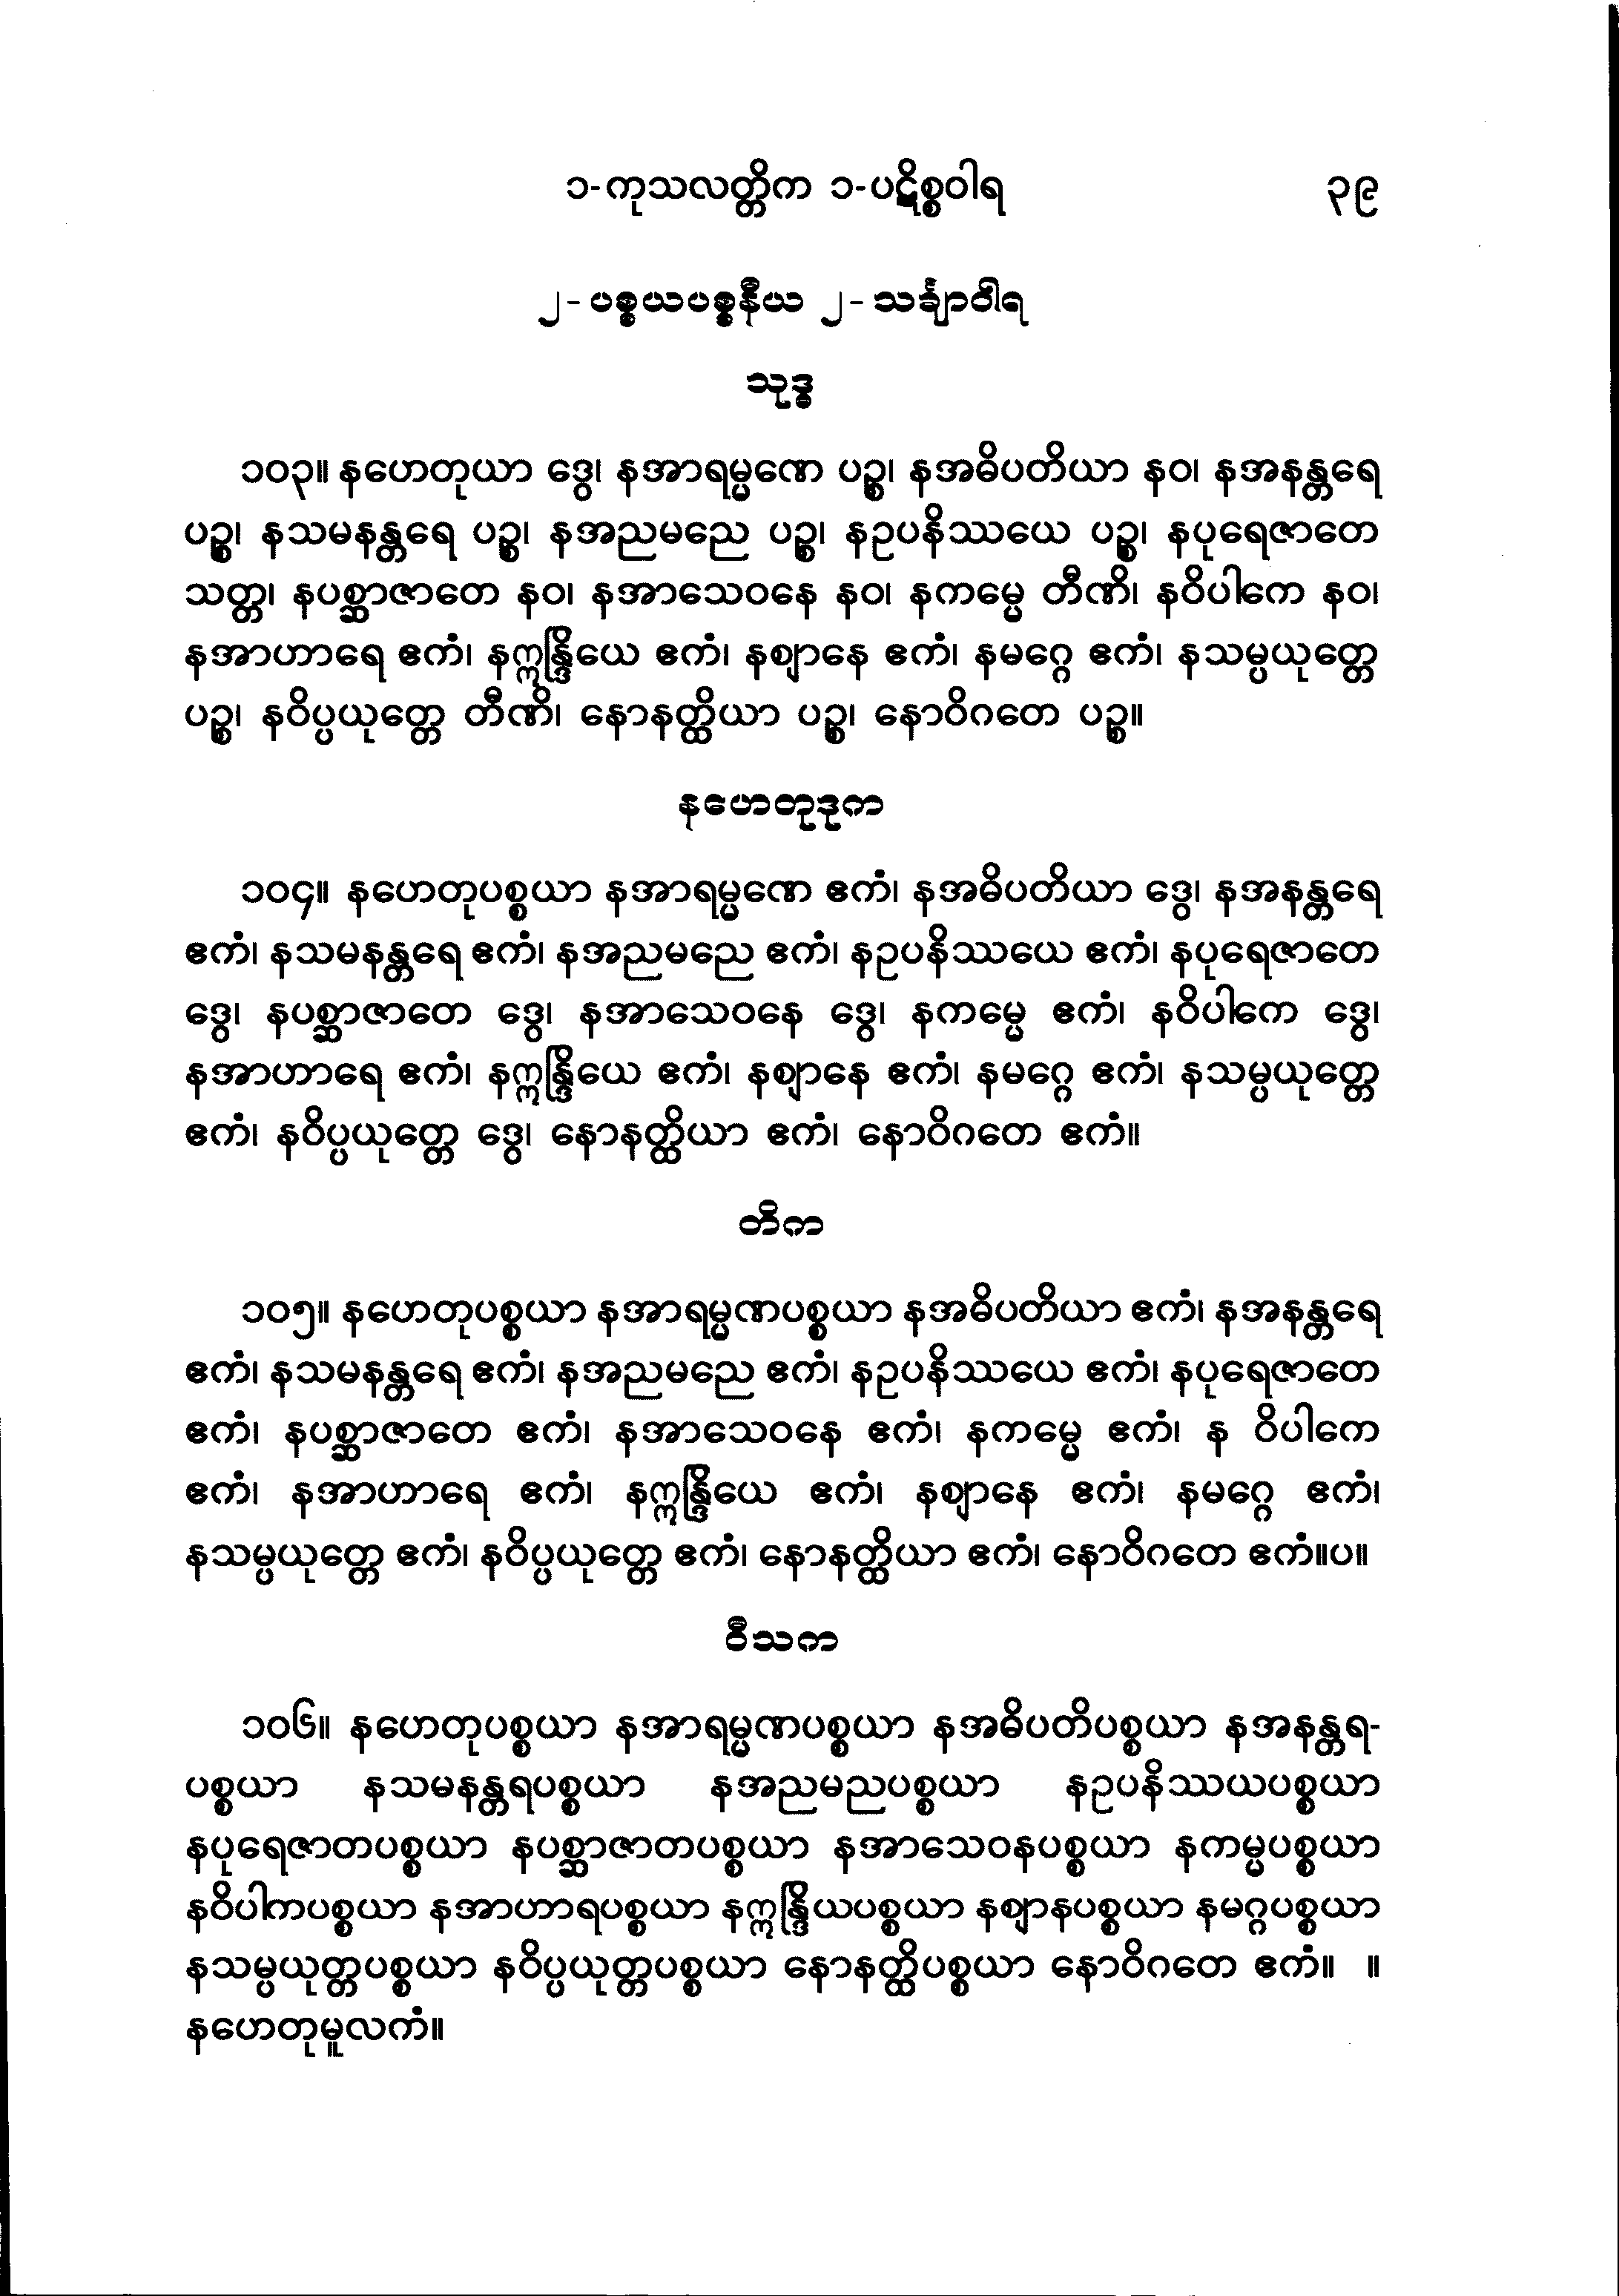 ၁-ကုသလတ္တိက ၁-ပဋိစ္စဝါရ ၃၉
၂-ပစ္စယပစ္စနီယ ၂-သင်္ချာဝါရ
သုဒ္ဓ
၁၀၃။ နဟေတုယာ ဒွေ၊ နအာရမ္မဏေ ပဉ္စ၊ နအဓိပတိယာ နဝ၊ နအနန္တရေ
ပဉ္စ၊ နသမနန္တရေ ပဉ္စ၊ နအညမညေ ပဉ္စ၊ နဥပနိဿယေ ပဉ္စ၊ နပုရေဇာတေ
သတ္တ၊ နပစ္ဆာဇာတေ နဝ၊ နအာသေဝနေ နဝ၊ နကမ္မေ တီဏိ၊ နဝိပါကေ နဝ၊
နအာဟာရေ ဧကံ၊ နဣန္ဒြိယေ ဧကံ၊ နဈာနေ ဧကံ၊ နမဂ္ဂေ ဧကံ၊ နသမ္ပယုတ္တေ
ပဉ္စ၊ နဝိပ္ပယုတ္တေ တီဏိ၊ နောနတ္ထိယာ ပဉ္စ၊ နောဝိဂတေ ပဉ္စ။
နဟေတုဒုက
၁၀၄။ နဟေတုပစ္စယာ နအာရမ္မဏေ ဧကံ၊ နအဓိပတိယာ ဒွေ၊ နအနန္တရေ
ဧကံ၊ နသမနန္တရေ ဧကံ၊ နအညမညေ ဧကံ၊ နဥပနိဿယေ ဧကံ၊ နပုရေဇာတေ
ဒွေ၊ နပစ္ဆာဇာတေ ဒွေ၊ နအာသေဝနေ ဒွေ၊ နကမ္မေ ဧကံ၊ နဝိပါကေ ဒွေ၊
နအာဟာရေ ဧကံ၊ နဣန္ဒြိယေ ဧကံ၊ နဈာနေ ဧကံ၊ နမဂ္ဂေ ဧကံ၊ နသမ္ပယုတ္တေ
ဧကံ၊ နဝိပ္ပယုတ္တေ ဒွေ၊ နောနတ္ထိယာ ဧကံ၊ နောဝိဂတေ ဧကံ။
တိက
၁၀၅။ နဟေတုပစ္စယာ နအာရမ္မဏပစ္စယာ နအဓိပတိယာ ဧကံ၊ နအနန္တရေ
ဧကံ၊ နသမနန္တရေ ဧကံ၊ နအညမညေ ဧကံ၊ နဥပနိဿယေ ဧကံ၊ နပုရေဇာတေ
ဧကံ၊ နပစ္ဆာဇာတေ ဧကံ၊ နအာသေဝနေ ဧကံ၊ နကမ္မေ ဧကံ၊ န ဝိပါကေ
ဧကံ၊ နအာဟာရေ ဧကံ၊ နဣန္ဒြိယေ ဧကံ၊ နဈာနေ ဧကံ၊ နမဂ္ဂေ ဧကံ၊
နသမ္ပယုတ္တေ ဧကံ၊ နဝိပ္ပယုတ္တေ ဧကံ၊ နောနတ္ထိယာ ဧကံ၊ နောဝိဂတေ ဧကံ။ပ။
ဝီသက
၁၀၆။ နဟေတုပစ္စယာ နအာရမ္မဏပစ္စယာ နအဓိပတိပစ္စယာ နအနန္တရ-
ပစ္စယာ နသမနန္တရပစ္စယာ နအညမညပစ္စယာ နဥပနိဿယပစ္စယာ
နပုရေဇာတပစ္စယာ နပစ္ဆာဇာတပစ္စယာ နအာသေဝနပစ္စယာ နကမ္မပစ္စယာ
နဝိပါကပစ္စယာ နအာဟာရပစ္စယာ နဣန္ဒြိယပစ္စယာ နဈာနပစ္စယာ နမဂ္ဂပစ္စယာ
နသမ္ပယုတ္တပစ္စယာ နဝိပ္ပယုတ္တပစ္စယာ နောနတ္ထိပစ္စယာ နောဝိဂတေ ဧကံ။ ။
နဟေတုမူလကံ။